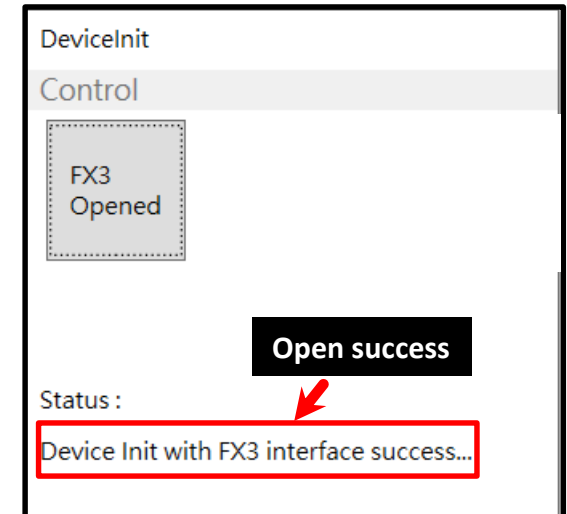 DeviceInit
Control
FX3
Opened
Open success
Status :
Device Init with FX3 interface success...